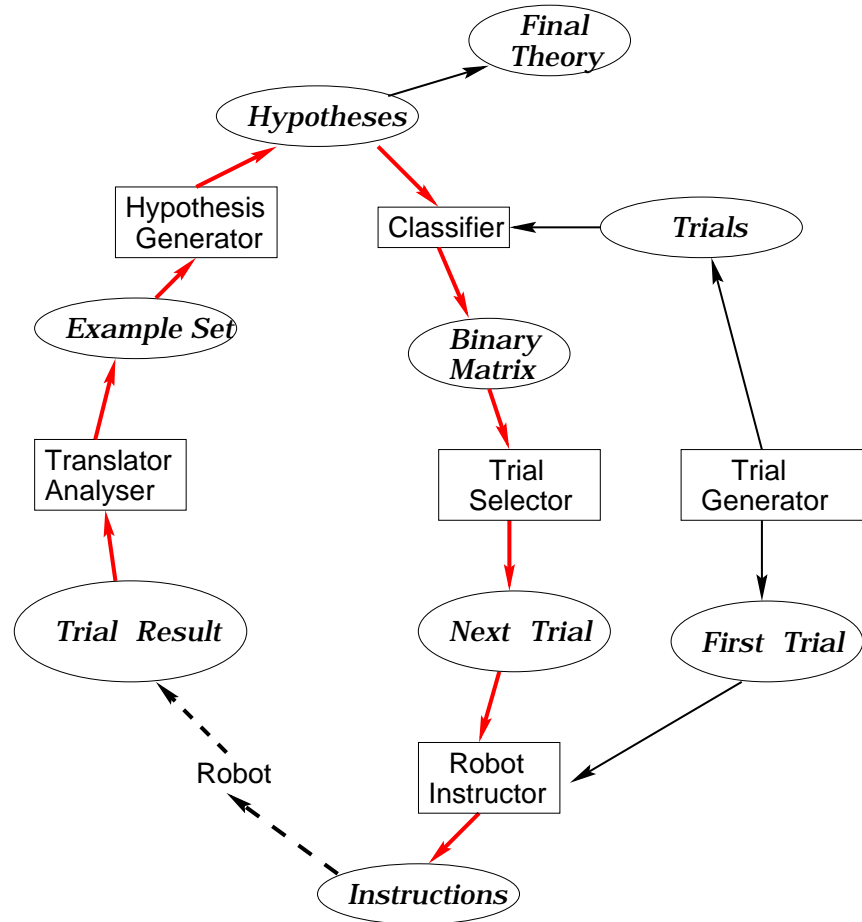 Final
Theory
Hypotheses
Hypothesis
Generator
Classifier
Trials
Example Set
Binary
Matrix
Translator
Analyser
Trial
Selector
Trial
Generator
Trial Result
Next Trial
First Trial
Robot
Robot
Instructor
Instructions